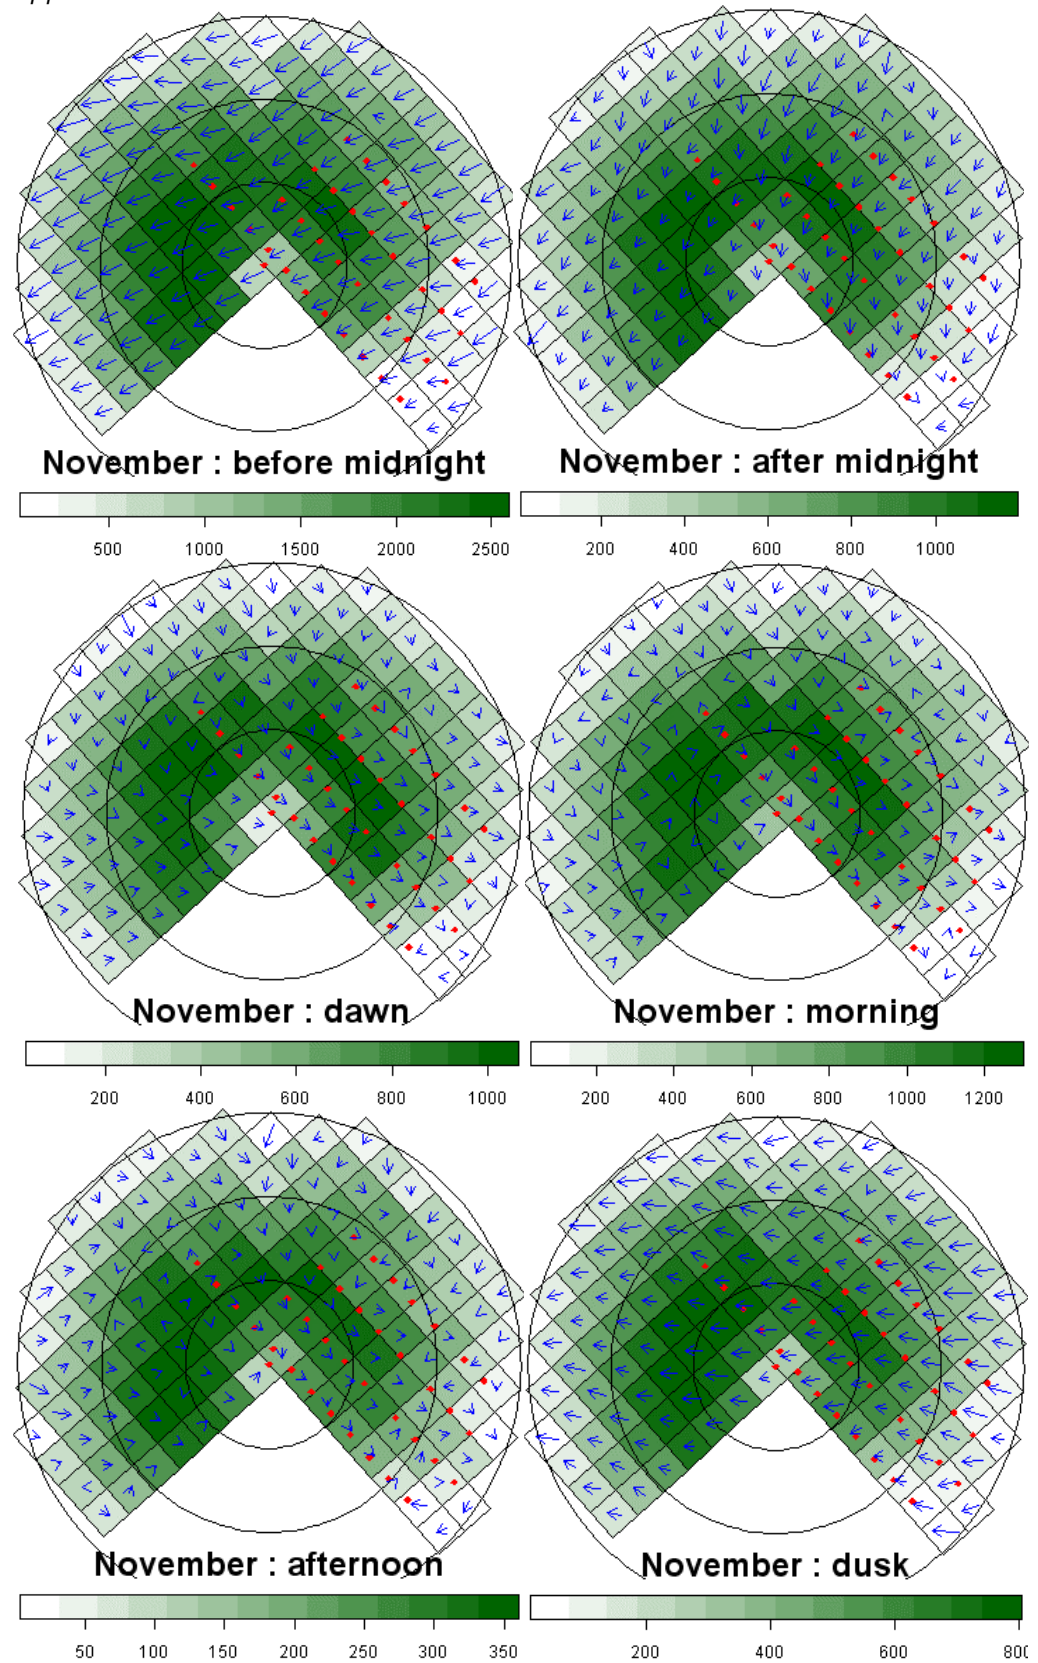 November : before midnight
November : after midnight
500 1000 1500 2000 2500
200 400 600 800 1000
November : dawn
November : morning
200 400 600 800 1000
200 400 600 800 1000 1200
November : afternoon
November : dusk
50 100 150 200 250 300 350
200 400 600 800